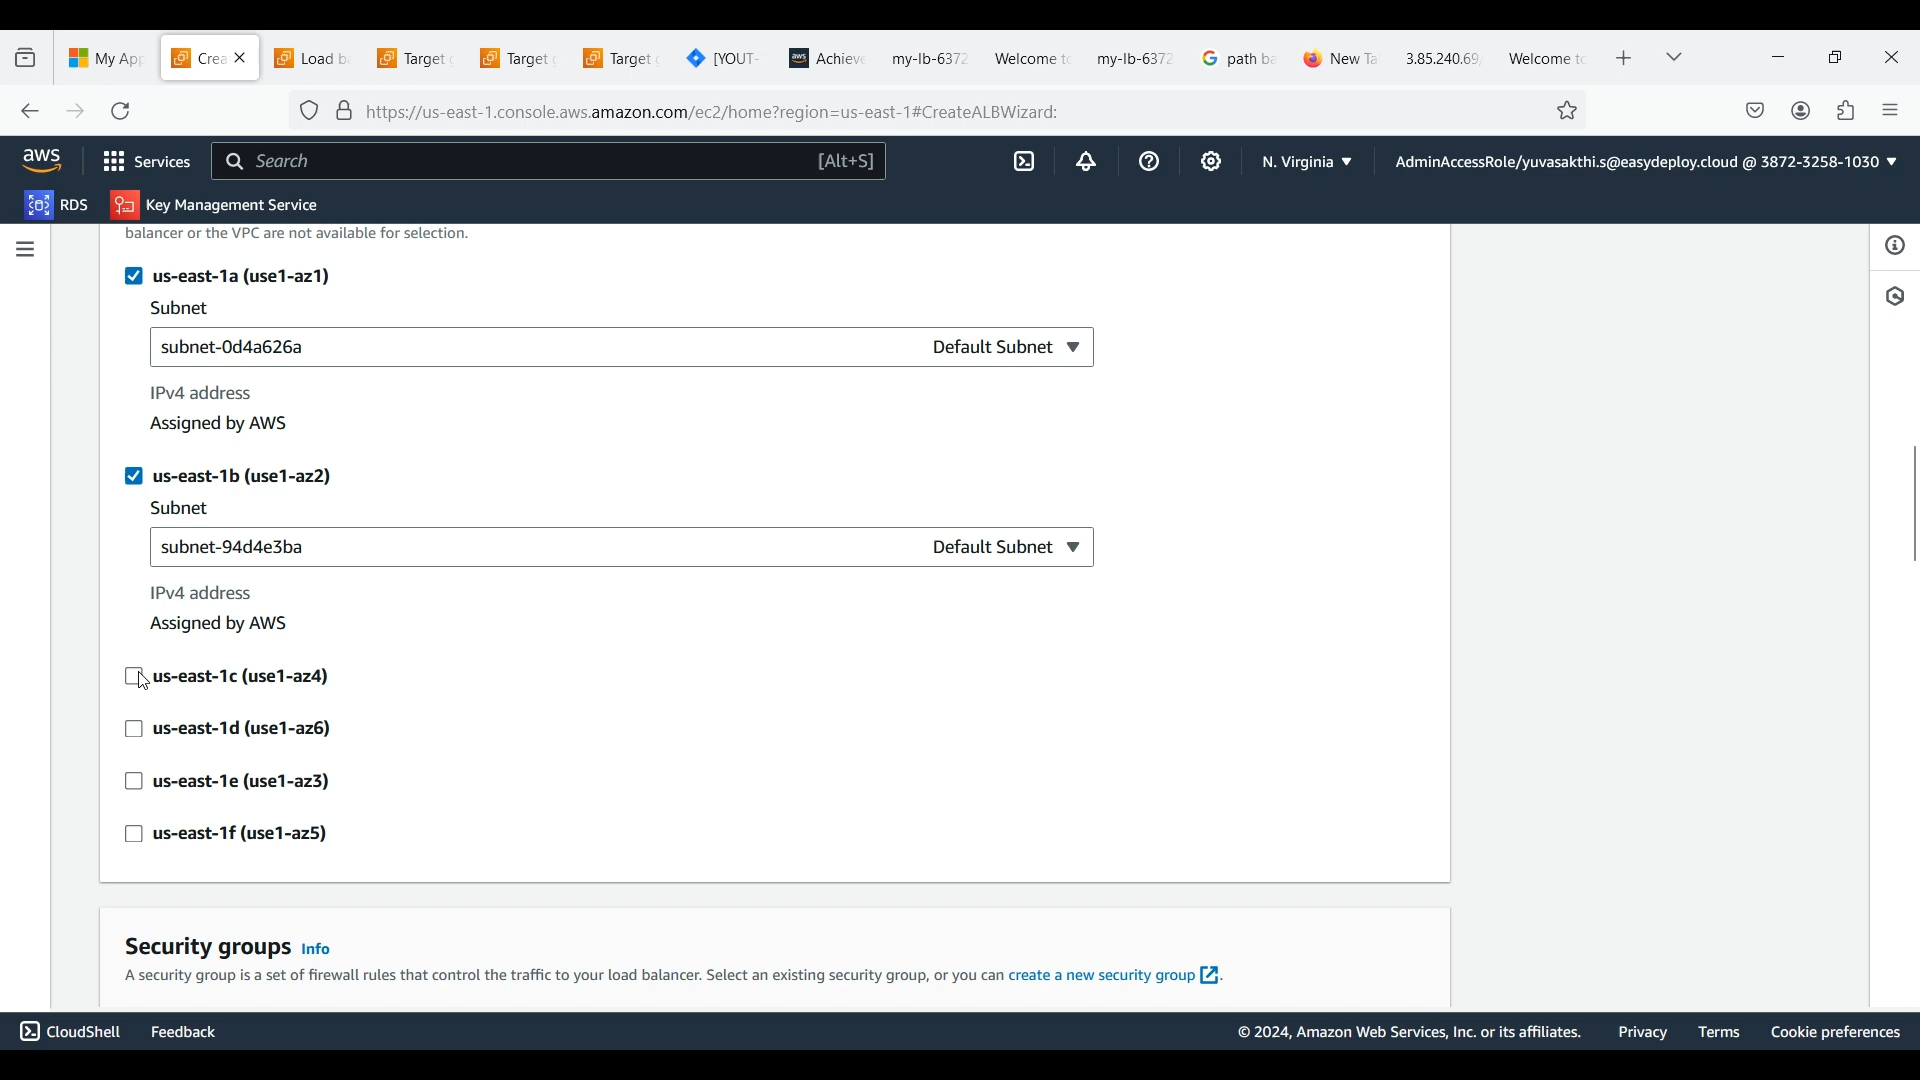 My App Crea Load ba Target g Target g Target g [YOUT- Achieve my-lb-6372 Welcome to my-lb-6372 path ba New Ta 3.85.240.69/ Welcome to
https://us-east-1.console.aws.amazon.com/ec2/home?region=us-east-1#CreateALBWizard:
aws Services Search [Alt+S] N. Virginia AdminAccessRole/yuvasakthi.s@easydeploy.cloud @ 3872-3258-1030
RDS Key Management Service
balancer or the VPC are not available for selection.
us-east-1a (use1-az1)
Subnet
subnet-0d4a626a Default Subnet
IPv4 address
Assigned by AWS
us-east-1b (use1-az2)
Subnet
subnet-94d4e3ba Default Subnet
IPv4 address
Assigned by AWS
us-east-1c (use1-az4)
us-east-1d (use1-az6)
us-east-1e (use1-az3)
us-east-1f (use1-az5)
Security groups Info
A security group is a set of firewall rules that control the traffic to your load balancer. Select an existing security group, or you can create a new security group.
CloudShell Feedback © 2024, Amazon Web Services, Inc. or its affiliates. Privacy Terms Cookie preferences